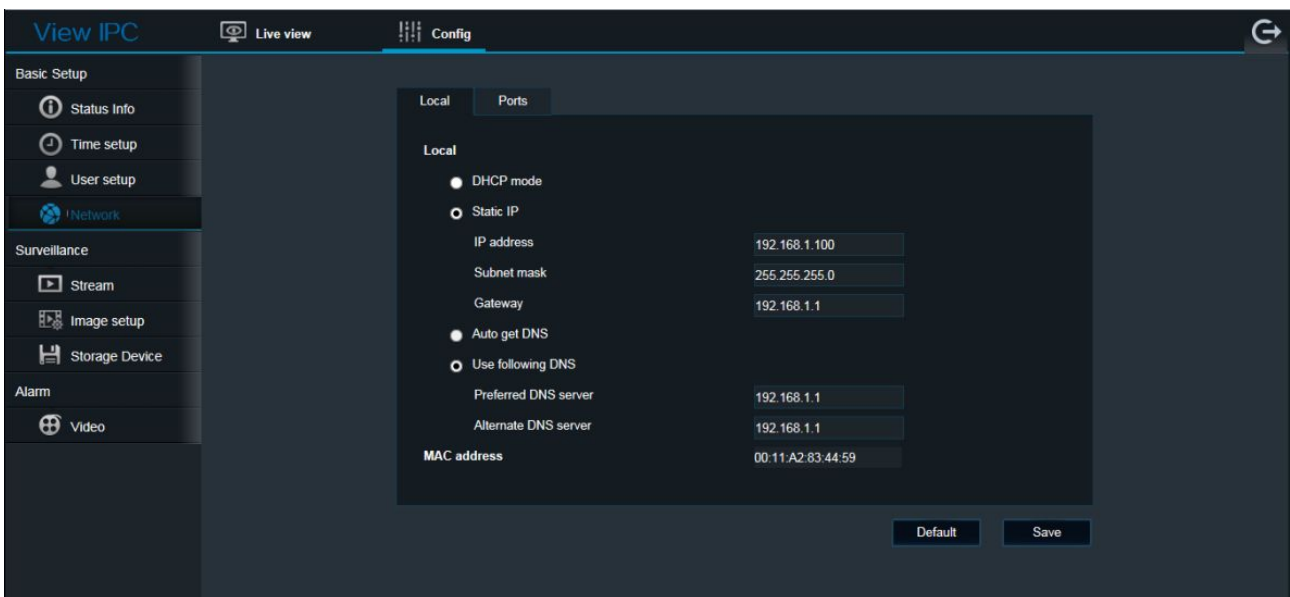 View IPC Live view Config
Basic Setup
Status Info
Time setup
User setup
Network
Surveillance
Stream
Image setup
Storage Device
Alarm
Video
Local Ports
Local
DHCP mode
Static IP
IP address 192.168.1.100
Subnet mask 255.255.255.0
Gateway 192.168.1.1
Auto get DNS
Use following DNS
Preferred DNS server 192.168.1.1
Alternate DNS server 192.168.1.1
MAC address 00:11:A2:83:44:59
Default Save